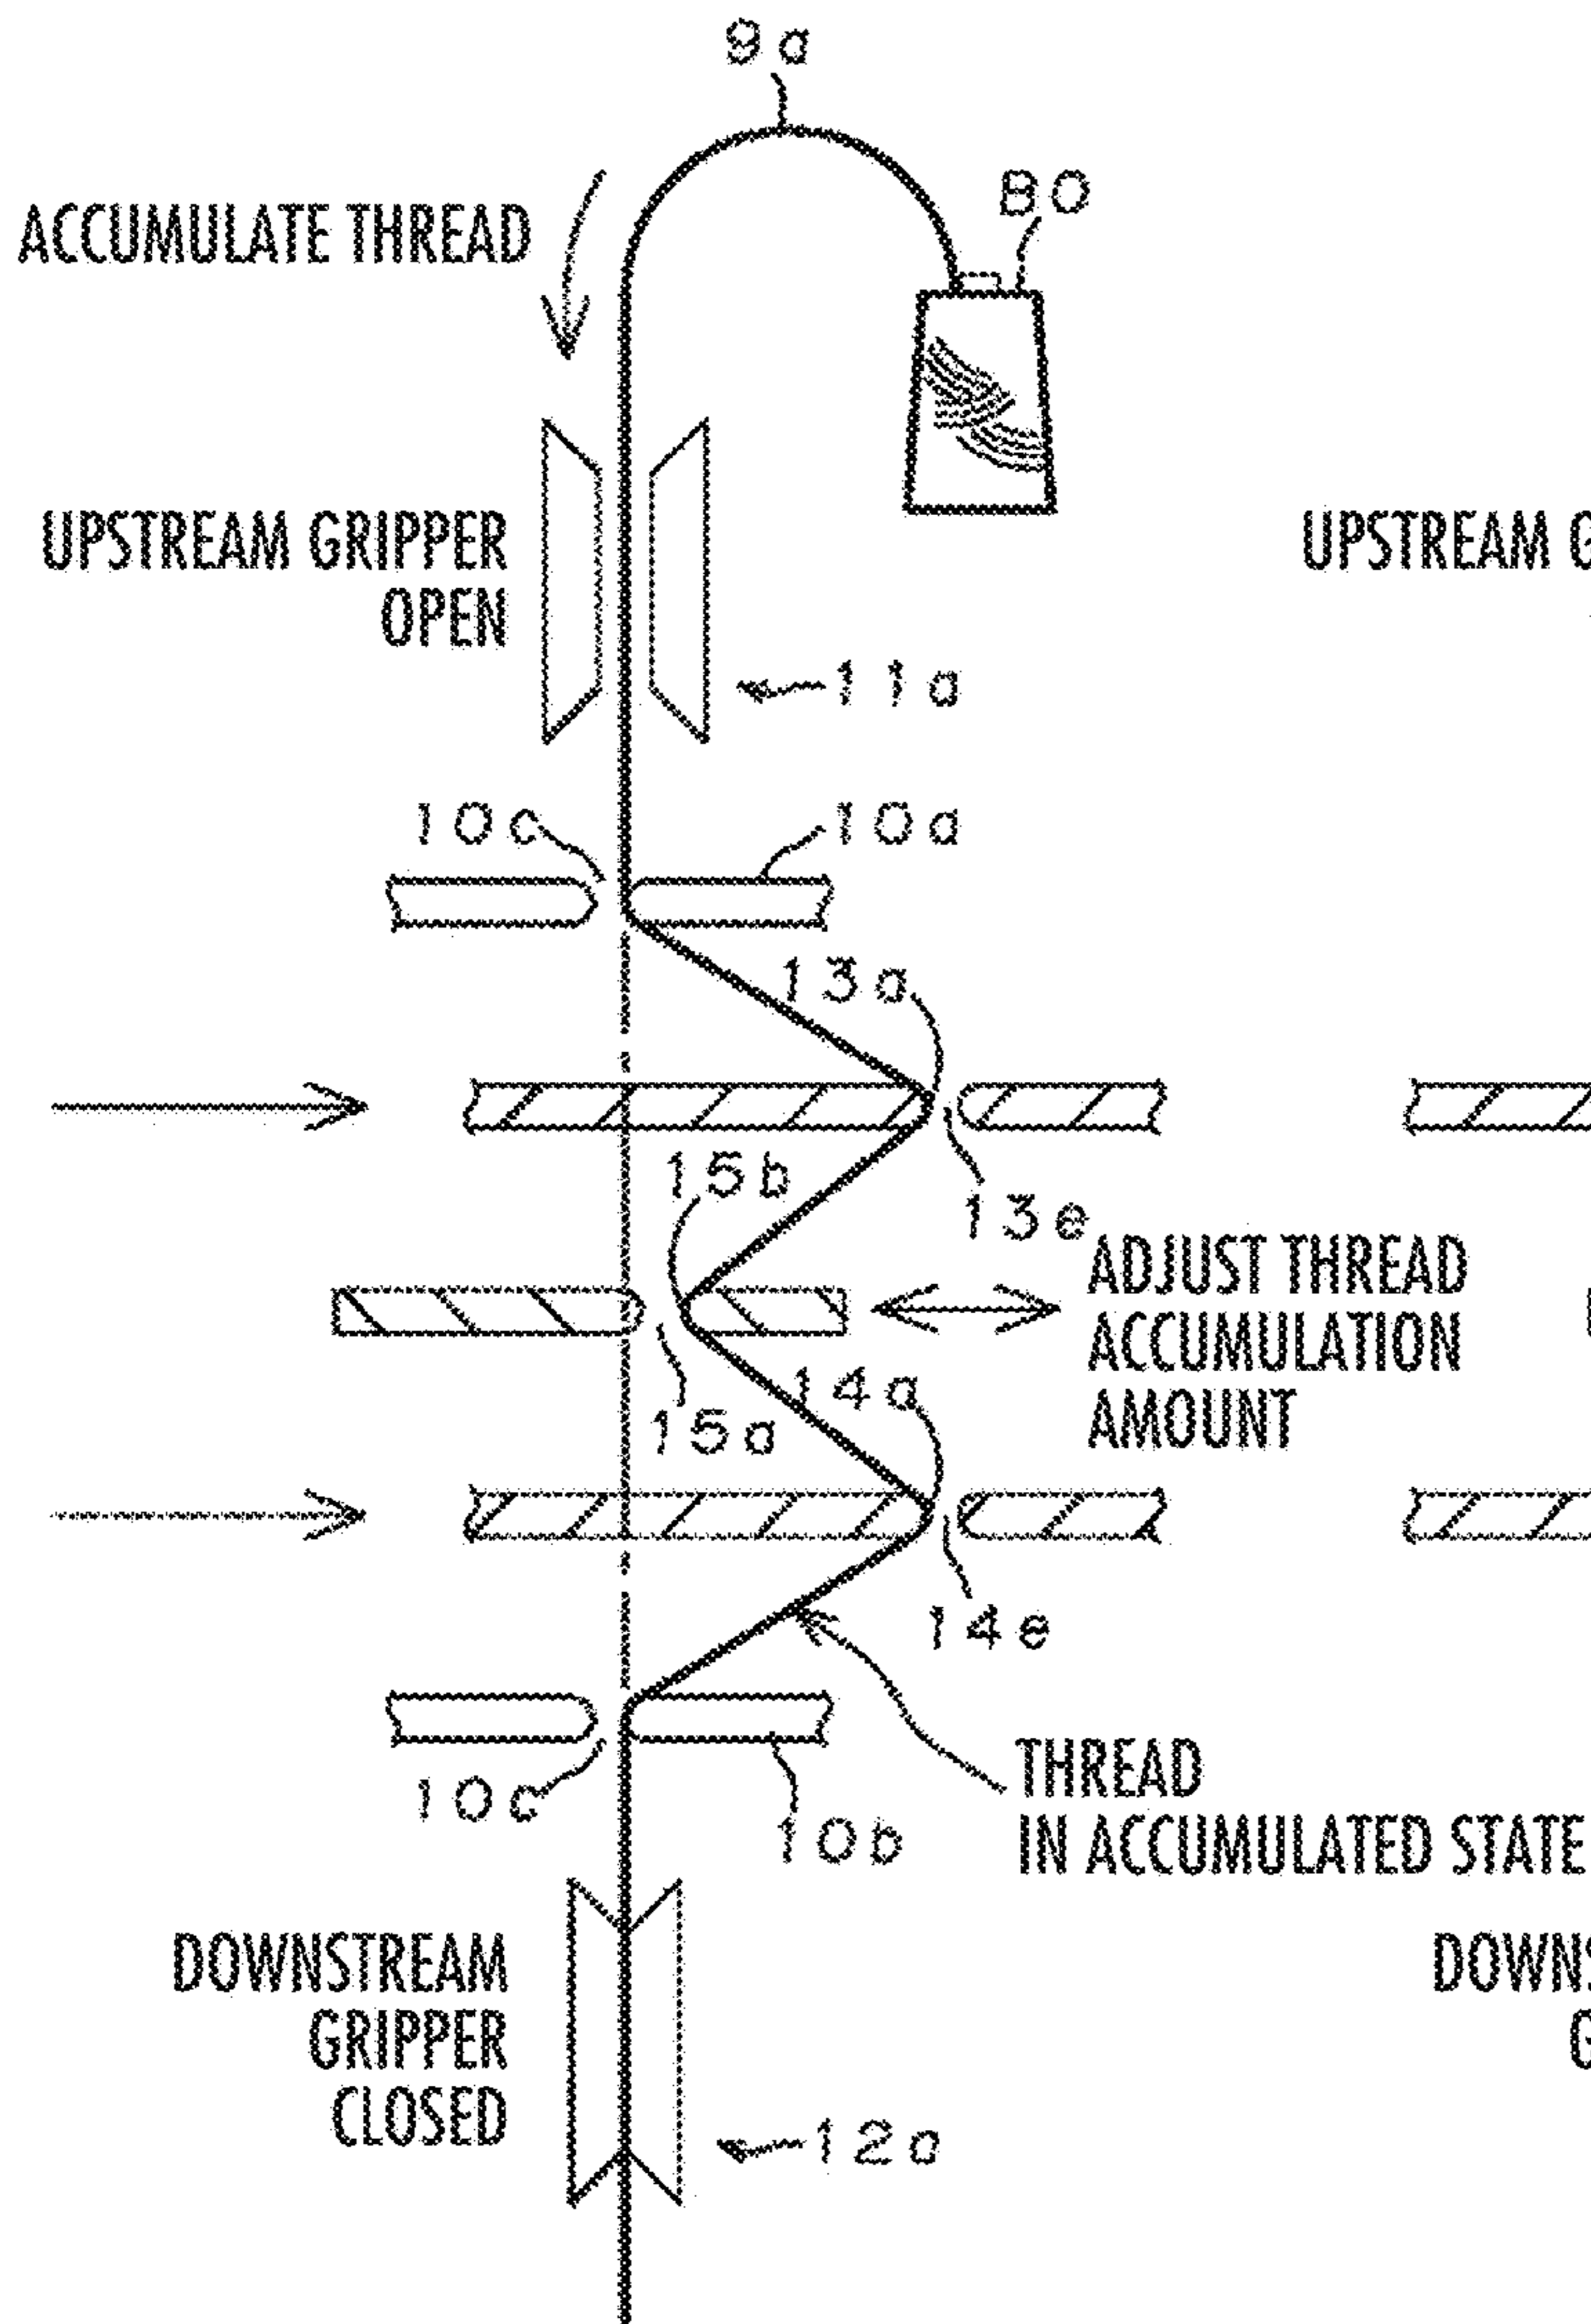 9a
BO
ACCUMULATE THREAD
UPSTREAM GRIPPER
OPEN
UPSTREAM G
11a
10c
10a
13a
15b
13e
ADJUST THREAD
ACCUMULATION
AMOUNT
14a
15a
14e
10c
10b
THREAD
IN ACCUMULATED STATE
DOWNSTREAM
GRIPPER
CLOSED
DOWNS
G
12a